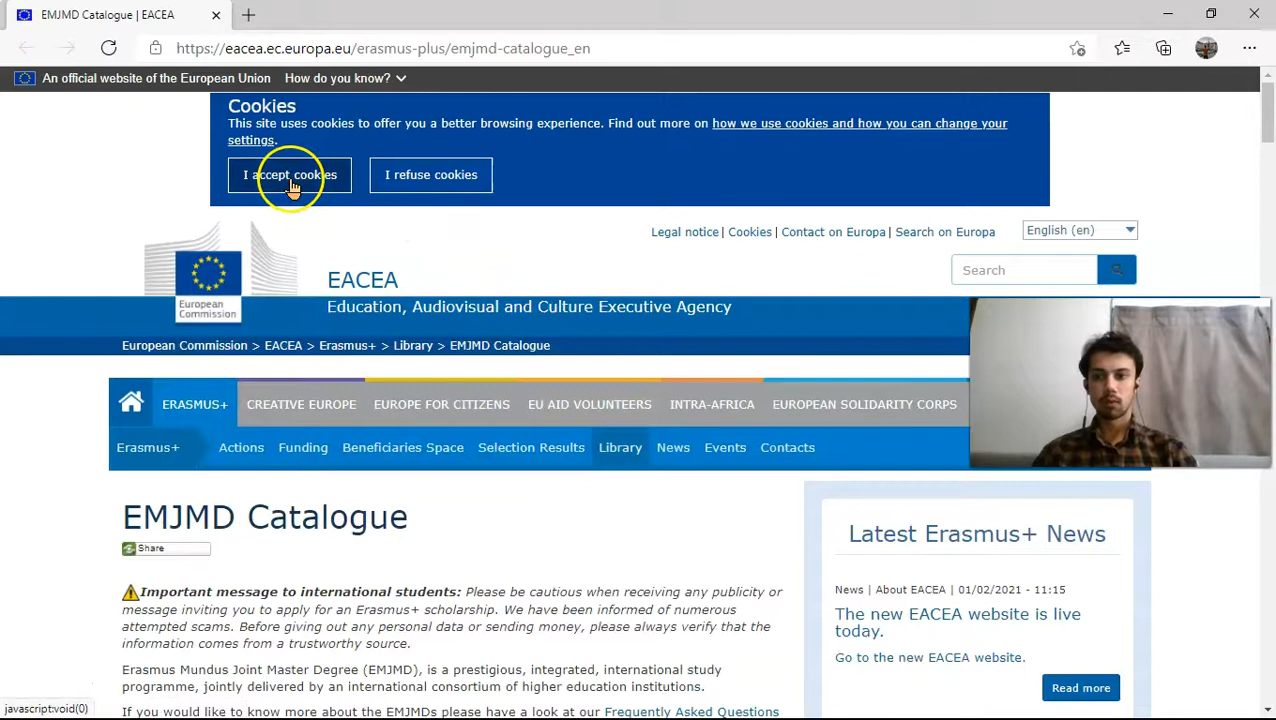 EMJMD Catalogue | EACEA
https://eacea.ec.europa.eu/erasmus-plus/emjmd-catalogue_en
An official website of the European Union How do you know?
Cookies
This site uses cookies to offer you a better browsing experience. Find out more on how we use cookies and how you can change your
settings.
I accept cookies I refuse cookies
Legal notice | Cookies | Contact on Europa | Search on Europa English (en)
Search
European
Commission
EACEA
Education, Audiovisual and Culture Executive Agency
European Commission > EACEA > Erasmus+ > Library > EMJMD Catalogue
ERASMUS+ CREATIVE EUROPE EUROPE FOR CITIZENS EU AID VOLUNTEERS INTRA-AFRICA EUROPEAN SOLIDARITY CORPS
Erasmus+ Actions Funding Beneficiaries Space Selection Results Library News Events Contacts
EMJMD Catalogue
Share
Important message to international students: Please be cautious when receiving any publicity or
message inviting you to apply for an Erasmus+ scholarship. We have been informed of numerous
attempted scams. Before giving out any personal data or sending money, please always verify that the
information comes from a trustworthy source.
Erasmus Mundus Joint Master Degree (EMJMD), is a prestigious, integrated, international study
programme, jointly delivered by an international consortium of higher education institutions.
If you would like to know more about the EMJMDs please have a look at our Frequently Asked Questions
Latest Erasmus+ News
News | About EACEA | 01/02/2021 - 11:15
The new EACEA website is live
today.
Go to the new EACEA website.
Read more
javascript:void(0)